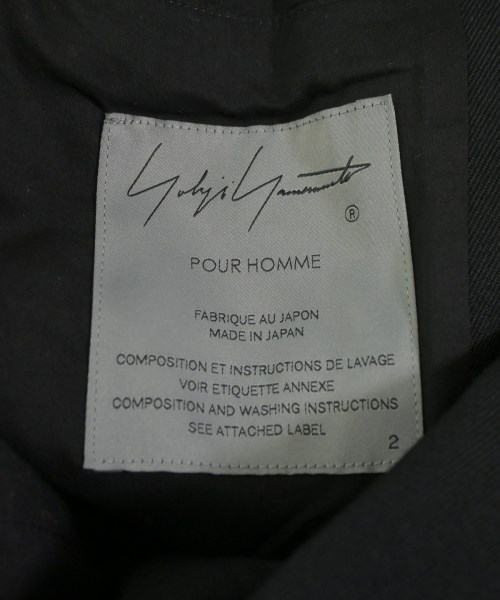 Yohji Yamamoto
®
POUR HOMME
FABRIQUE AU JAPON
MADE IN JAPAN
COMPOSITION ET INSTRUCTIONS DE LAVAGE
VOIR ETIQUETTE ANNEXE
COMPOSITION AND WASHING INSTRUCTIONS
SEE ATTACHED LABEL
2